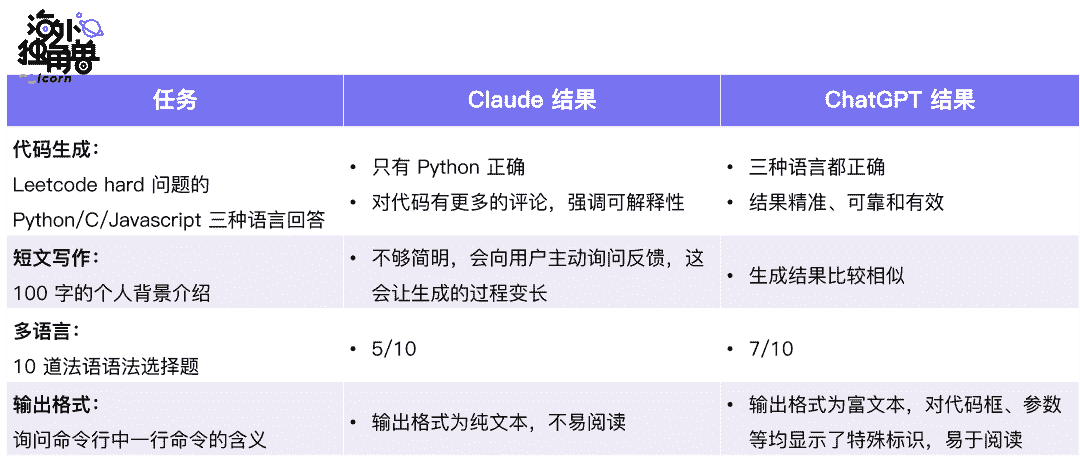 海外
独角兽
icorn
任务
Claude 结果
ChatGPT 结果
代码生成：
Leetcode hard 问题的
Python/C/Javascript 三种语言回答
• 只有 Python 正确
• 对代码有更多的评论，强调可解释性
• 三种语言都正确
• 结果精准、可靠和有效
短文写作：
100 字的个人背景介绍
• 不够简明，会向用户主动询问反馈，这
会让生成的过程变长
• 生成结果比较相似
多语言：
10 道法语语法选择题
• 5/10
• 7/10
输出格式：
询问命令行中一行命令的含义
• 输出格式为纯文本，不易阅读
• 输出格式为富文本，对代码框、参数
等均显示了特殊标识，易于阅读